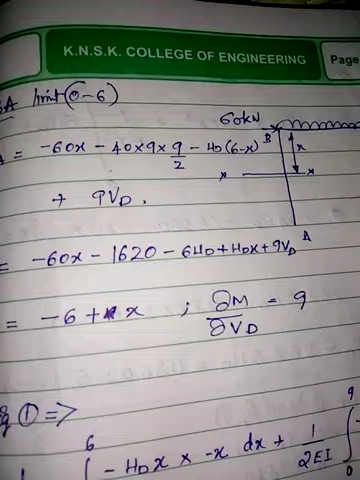 K.N.S.K. COLLEGE OF ENGINEERING
Page
limit (0-6)
60kN
= -60x - 40×9×9/2 - HD(6-x)
B
x
x
x
+ 9VD.
A
= -60x - 1620 - 6HD + HDx + 9VD
= -6 + x ; ∂M/∂VD = 9
① =>
6
9
∫ - HDx × -x dx + 1/2EI ∫
0